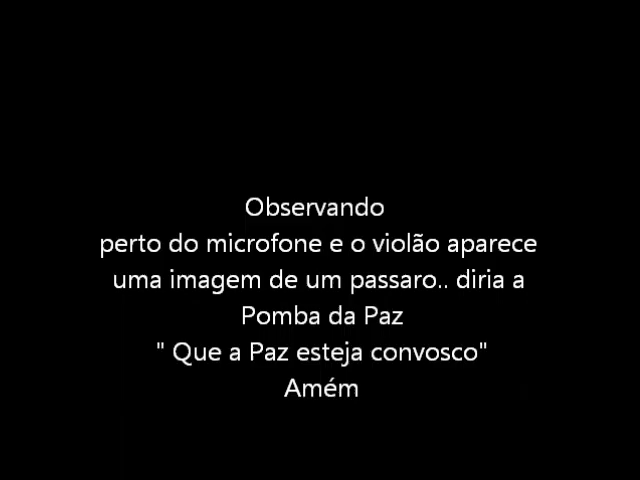 Observando
perto do microfone e o violão aparece
uma imagem de um passaro.. diria a
Pomba da Paz
" Que a Paz esteja convosco"
Amém